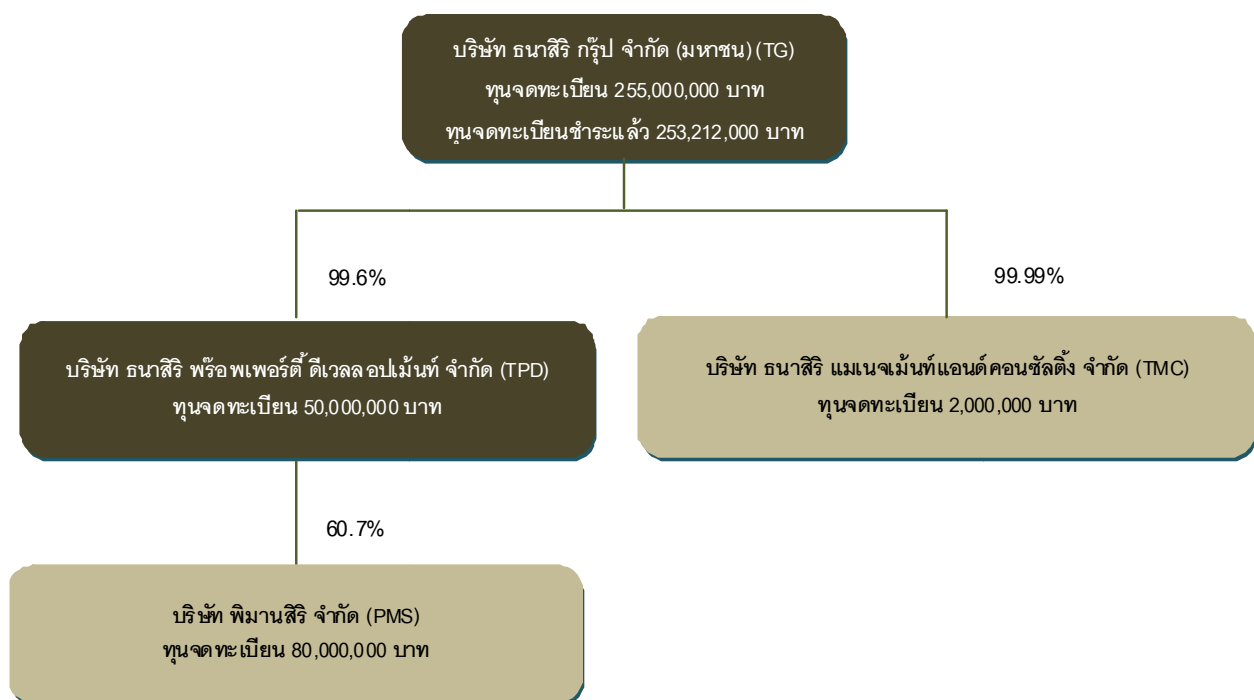 บริษัท ธนาสิริ กรุ๊ป จำกัด (มหาชน) (TG)
ทุนจดทะเบียน 255,000,000 บาท
ทุนจดทะเบียนชำระแล้ว 253,212,000 บาท
99.6%
99.99%
บริษัท ธนาสิริ พร๊อพเพอร์ตี้ ดีเวลลอปเม้นท์ จำกัด (TPD)
ทุนจดทะเบียน 50,000,000 บาท
บริษัท ธนาสิริ แมเนจเม้นท์แอนด์คอนซัลติ้ง จำกัด (TMC)
ทุนจดทะเบียน 2,000,000 บาท
60.7%
บริษัท พิมานสิริ จำกัด (PMS)
ทุนจดทะเบียน 80,000,000 บาท